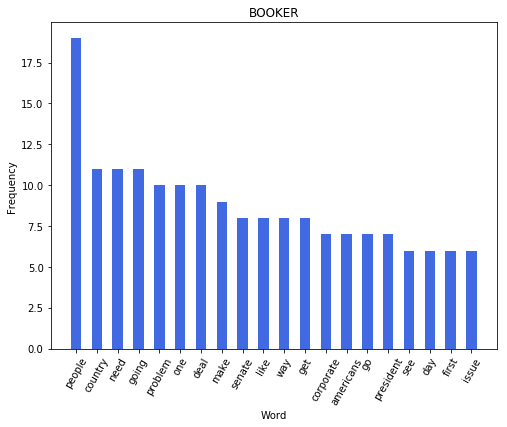 BOOKER
Frequency
17.5
15.0
12.5
10.0
7.5
5.0
2.5
0.0
people
country
need
going
problem
one
deal
make
senate
like
way
get
corporate
americans
go
president
see
day
first
issue
Word